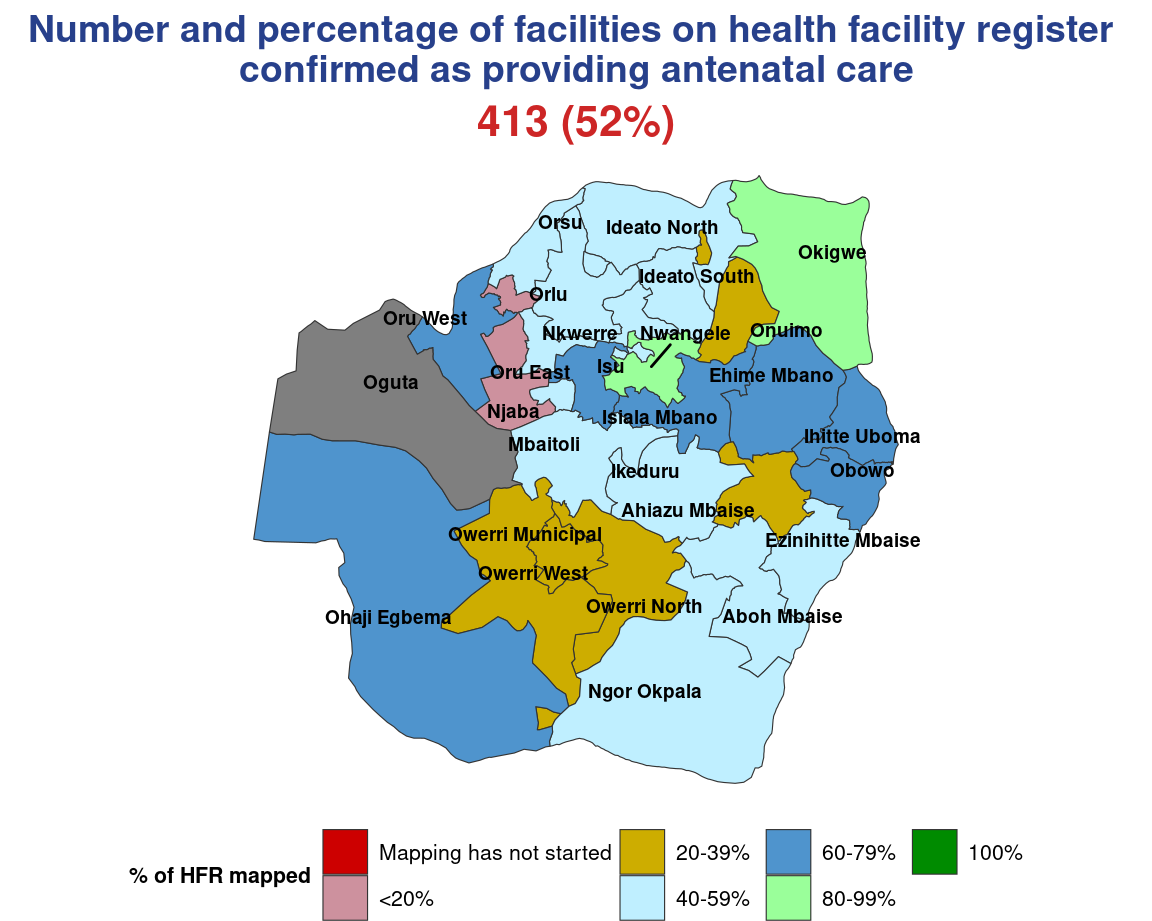 Number and percentage of facilities on health facility register
confirmed as providing antenatal care
413 (52%)
Orsu
Ideato North
Okigwe
Ideato South
Orlu
Oru West
Nkwerre
Nwangele
Onuimo
Isu
Oru East
Ehime Mbano
Oguta
Njaba
Isiala Mbano
Mbaitoli
Ihitte Uboma
Ikeduru
Obowo
Ahiazu Mbaise
Owerri Municipal
Ezinihitte Mbaise
Owerri West
Owerri North
Ohaji Egbema
Aboh Mbaise
Ngor Okpala
% of HFR mapped
Mapping has not started
<20%
20-39%
40-59%
60-79%
80-99%
100%